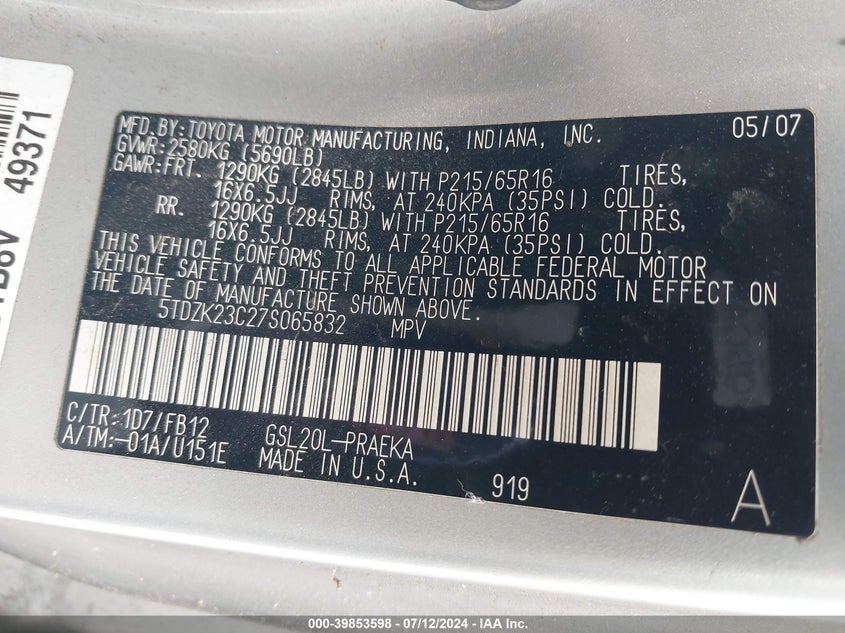 49371
MFD.BY:TOYOTA MOTOR MANUFACTURING, INDIANA, INC. 05/07
GVWR:2580KG (5690LB)
GAWR:FRT. 1290KG (2845LB) WITH P215/65R16 TIRES,
16X6.5JJ RIMS, AT 240KPA (35PSI) COLD.
RR. 1290KG (2845LB) WITH P215/65R16 TIRES,
16X6.5JJ RIMS, AT 240KPA (35PSI) COLD.
THIS VEHICLE CONFORMS TO ALL APPLICABLE FEDERAL MOTOR
VEHICLE SAFETY AND THEFT PREVENTION STANDARDS IN EFFECT ON
THE DATE OF MANUFACTURE SHOWN ABOVE.
5TDZK23C27S065832 MPV
C/TR:1D7/FB12
A/TM:-01A/U151E GSL20L-PRAEKA
MADE IN U.S.A. 919 A
000-39853598 - 07/12/2024 - IAA Inc.